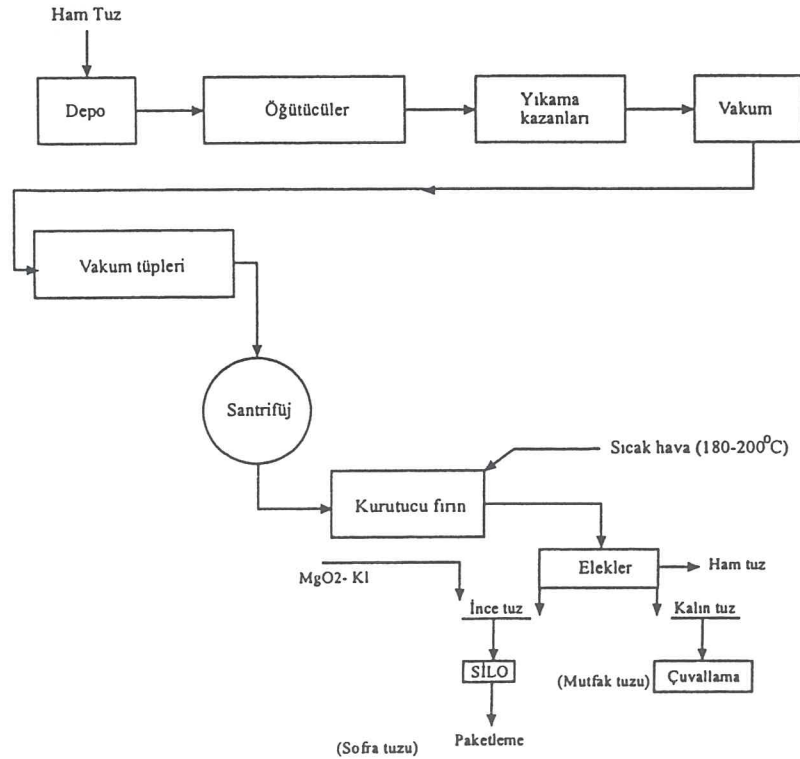 Ham Tuz
Depo
Öğütücüler
Yıkama
kazanları
Vakum
Vakum tüpleri
Santrifüj
Sıcak hava (180-200⁰C)
Kurutucu fırın
MgO2- KI
Elekler
Ham tuz
İnce tuz
Kalın tuz
SİLO
(Mutfak tuzu)
Çuvallama
(Sofra tuzu)
Paketleme